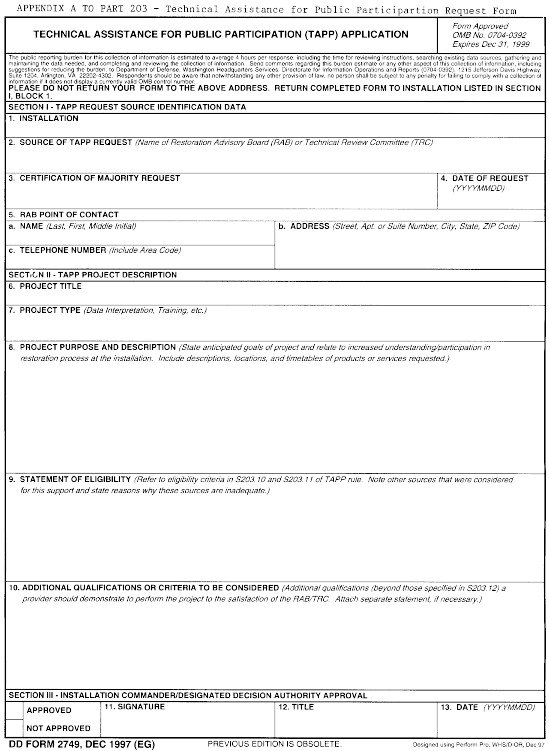 APPENDIX A TO PART 203 - Technical Assistance for Public Participartion Request Form
TECHNICAL ASSISTANCE FOR PUBLIC PARTICIPATION (TAPP) APPLICATION
Form Approved
OMB No. 0704-0392
Expires Dec 31, 1999
The public reporting burden for this collection of information is estimated to average 4 hours per response, including the time for reviewing instructions, searching existing data sources, gathering and
maintaining the data needed, and completing and reviewing the collection of information. Send comments regarding this burden estimate or any other aspect of this collection of information, including
suggestions for reducing the burden, to Department of Defense, Washington Headquarters Services, Directorate for Information Operations and Reports (0704-0392), 1215 Jefferson Davis Highway,
Suite 1204, Arlington, VA 22202-4302. Respondents should be aware that notwithstanding any other provision of law, no person shall be subject to any penalty for failing to comply with a collection of
information if it does not display a currently valid OMB control number.
PLEASE DO NOT RETURN YOUR FORM TO THE ABOVE ADDRESS. RETURN COMPLETED FORM TO INSTALLATION LISTED IN SECTION
I, BLOCK 1.
SECTION I - TAPP REQUEST SOURCE IDENTIFICATION DATA
1. INSTALLATION
2. SOURCE OF TAPP REQUEST (Name of Restoration Advisory Board (RAB) or Technical Review Committee (TRC)
3. CERTIFICATION OF MAJORITY REQUEST
4. DATE OF REQUEST
(YYYYMMDD)
5. RAB POINT OF CONTACT
a. NAME (Last, First, Middle Initial)
b. ADDRESS (Street, Apt. or Suite Number, City, State, ZIP Code)
c. TELEPHONE NUMBER (Include Area Code)
SECTION II - TAPP PROJECT DESCRIPTION
6. PROJECT TITLE
7. PROJECT TYPE (Data Interpretation, Training, etc.)
8. PROJECT PURPOSE AND DESCRIPTION (State anticipated goals of project and relate to increased understanding/participation in
restoration process at the installation. Include descriptions, locations, and timetables of products or services requested.)
9. STATEMENT OF ELIGIBILITY (Refer to eligibility criteria in S203.10 and S203.11 of TAPP rule. Note other sources that were considered
for this support and state reasons why these sources are inadequate.)
10. ADDITIONAL QUALIFICATIONS OR CRITERIA TO BE CONSIDERED (Additional qualifications (beyond those specified in S203.12) a
provider should demonstrate to perform the project to the satisfaction of the RAB/TRC. Attach separate statement, if necessary.)
SECTION III - INSTALLATION COMMANDER/DESIGNATED DECISION AUTHORITY APPROVAL
APPROVED
NOT APPROVED
11. SIGNATURE
12. TITLE
13. DATE (YYYYMMDD)
DD FORM 2749, DEC 1997 (EG)
PREVIOUS EDITION IS OBSOLETE.
Designed using Perform Pro, WHS/DIOR, Dec 97